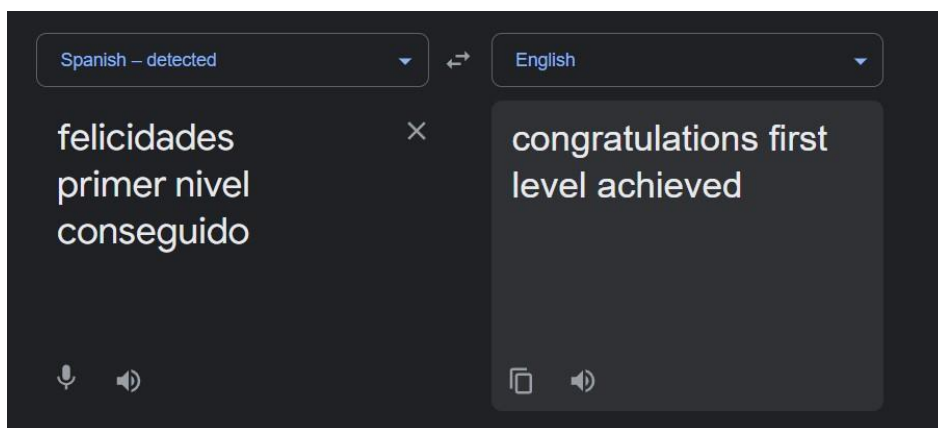 Spanish – detected
English
felicidades
primer nivel
conseguido
congratulations first
level achieved